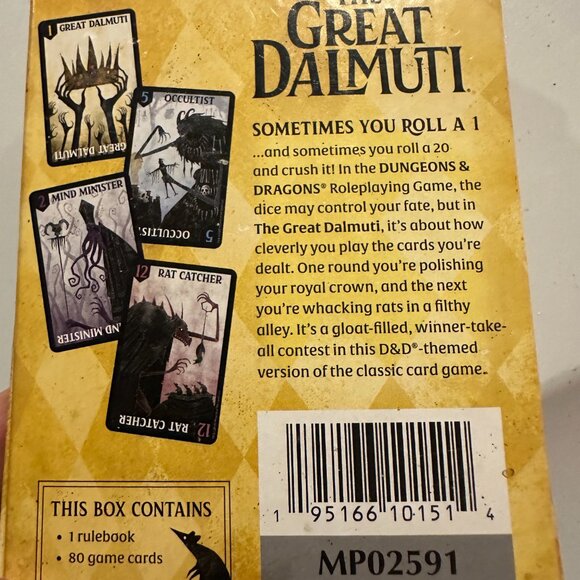 THE
GREAT
DALMUTI®
1 GREAT DALMUTI
GREAT DALMUTI
5 OCCULTIST
OCCULTIST 5
2 MIND MINISTER
ND MINISTER
12 RAT CATCHER
RAT CATCHER 12
SOMETIMES YOU ROLL A 1
...and sometimes you roll a 20
and crush it! In the DUNGEONS &
DRAGONS® Roleplaying Game, the
dice may control your fate, but in
The Great Dalmuti, it's about how
cleverly you play the cards you're
dealt. One round you're polishing
your royal crown, and the next
you're whacking rats in a filthy
alley. It's a gloat-filled, winner-take-
all contest in this D&D®-themed
version of the classic card game.
THIS BOX CONTAINS
• 1 rulebook
• 80 game cards
1 95166 10151 4
MP02591